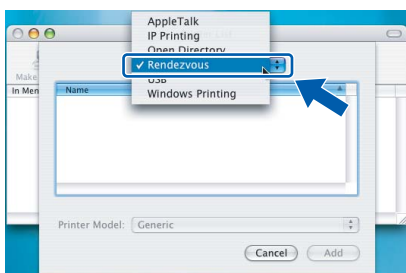 AppleTalk
IP Printing
Open Directory
✓ Rendezvous
USB
Windows Printing
Make
In Men
Name
Printer Model: Generic
Cancel Add